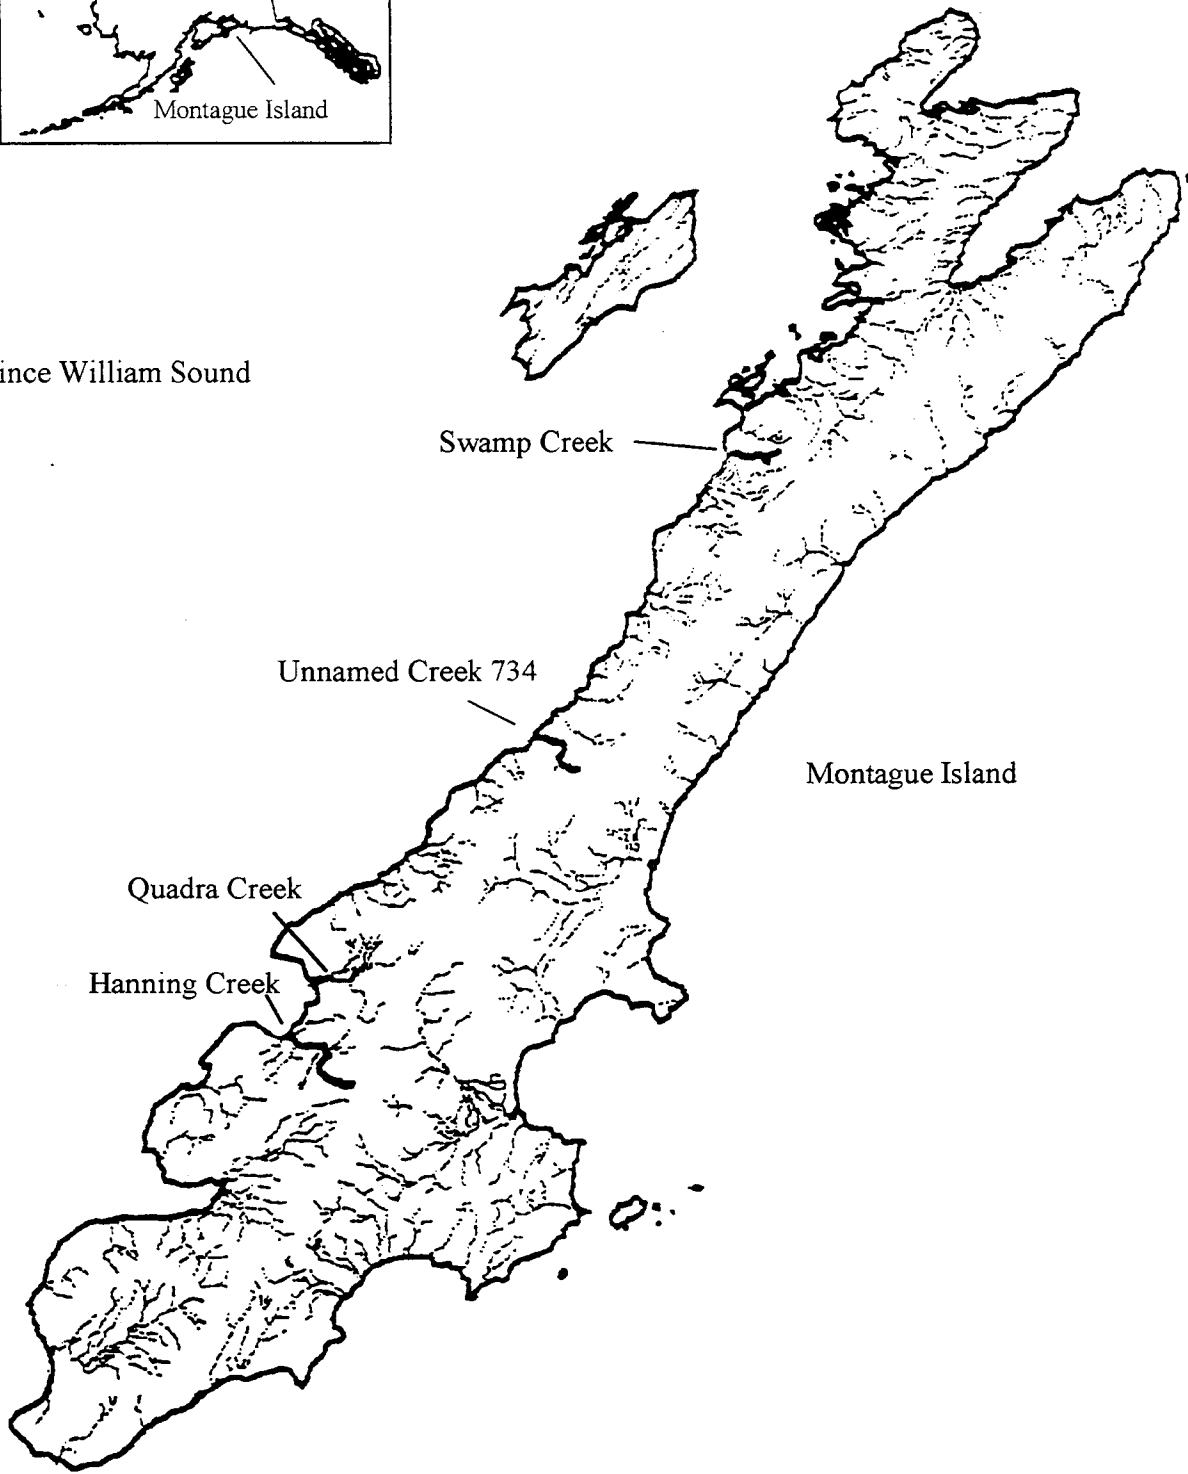 Montague Island
ince William Sound
Swamp Creek
Unnamed Creek 734
Montague Island
Quadra Creek
Hanning Creek